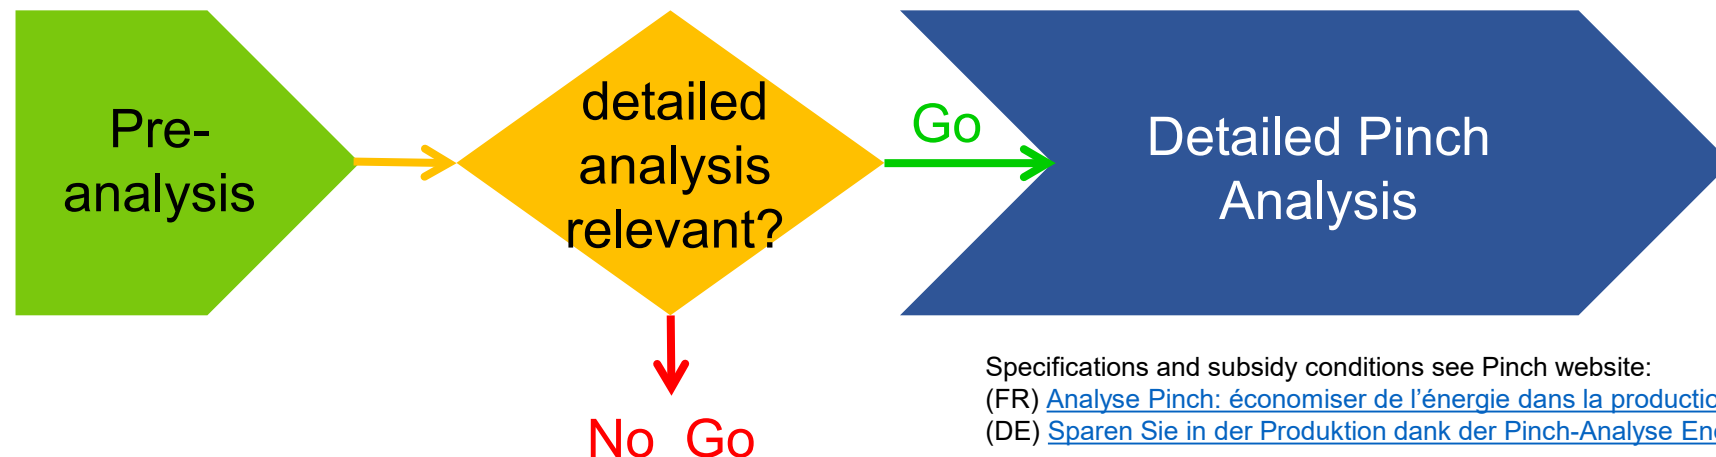 Pre-
analysis
detailed
analysis
relevant?
Go
Detailed Pinch
Analysis
No Go
Specifications and subsidy conditions see Pinch website:
(FR) Analyse Pinch: économiser de l’énergie dans la
(DE) Sparen Sie in der Produktion dank der Pinch-Analyse